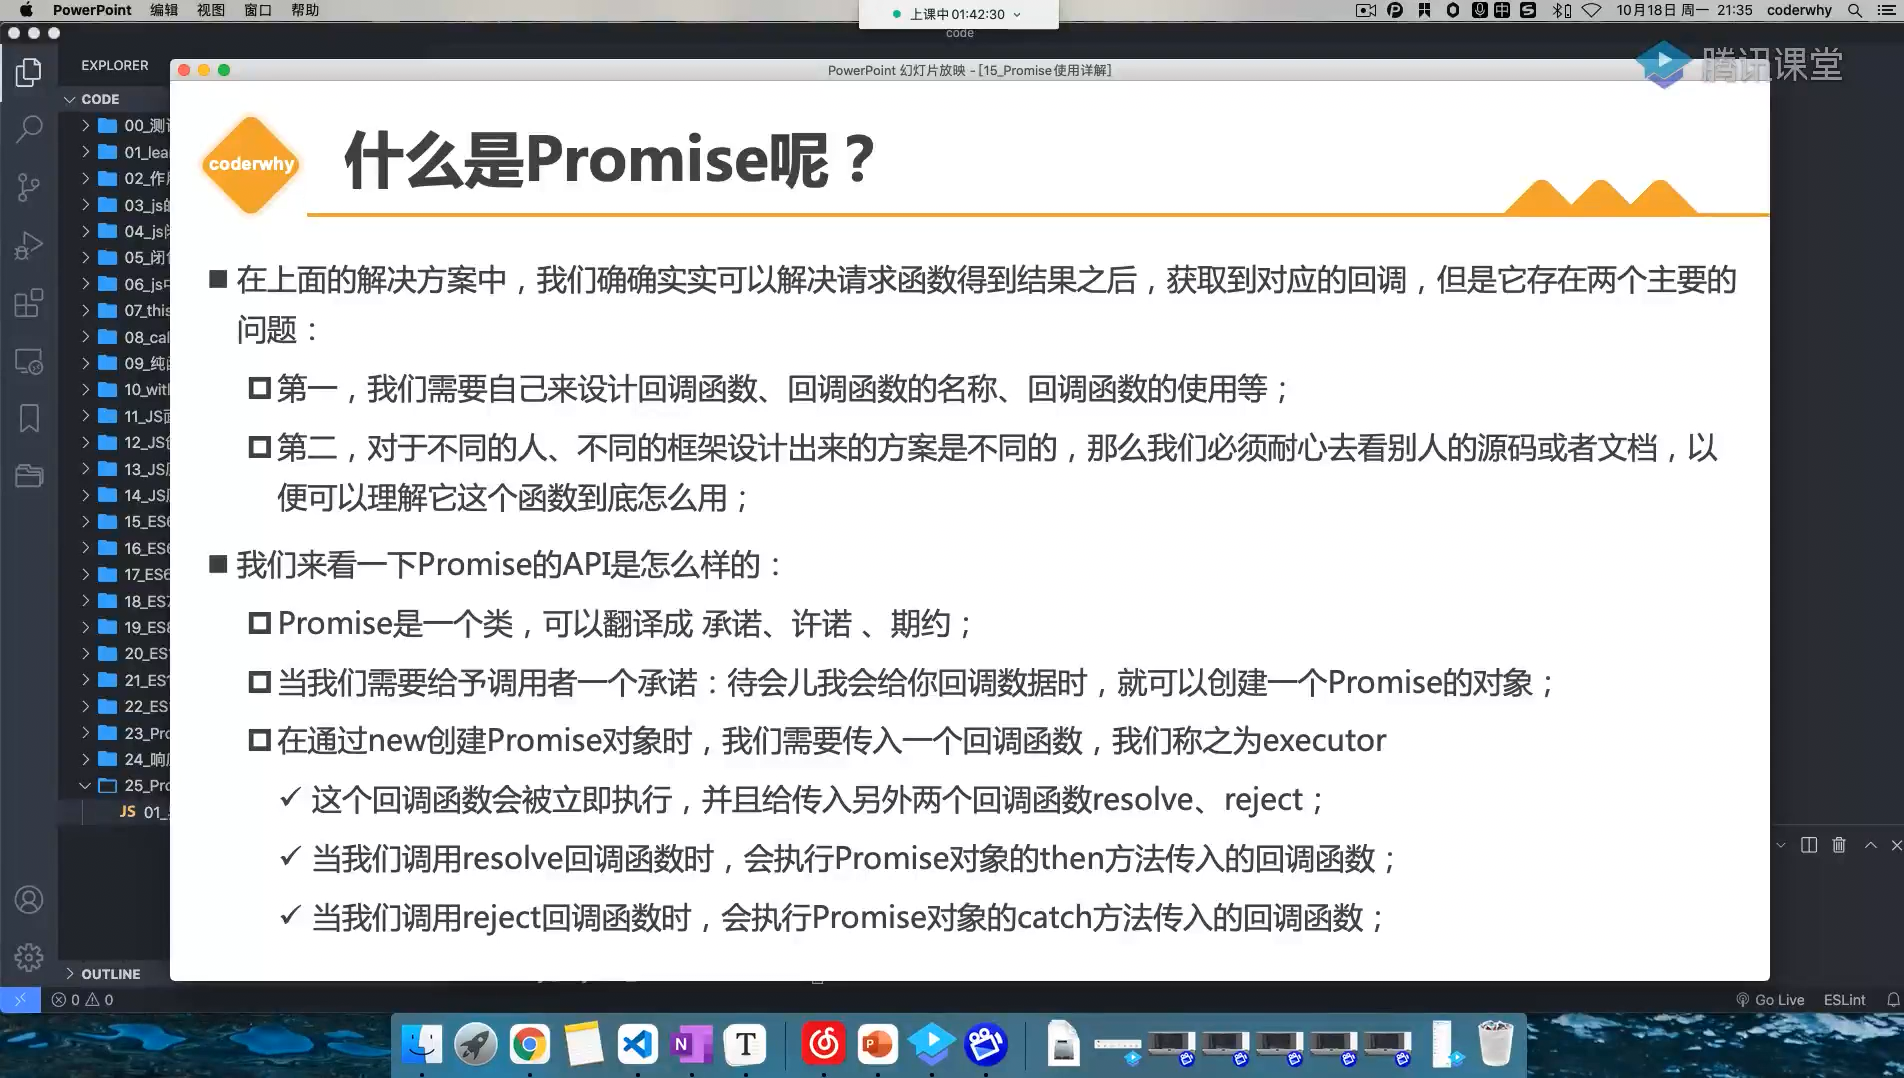 PowerPoint 编辑 视图 窗口 帮助
上课中 01:42:30
10月18日 周一 21:35 coderwhy
code
腾讯课堂
EXPLORER
PowerPoint 幻灯片放映 - [15_Promise使用详解]
CODE
00_测
01_lea
02_作
03_js
04_js
05_闭
06_js
07_this
08_cal
09_纯
10_wit
11_JS
12_JS
13_JS
14_JS
15_ES6
16_ES6
17_ES6
18_ES7
19_ES8
20_ES1
21_ES1
22_ES1
23_Pro
24_响
25_Pro
JS 01_
OUTLINE
coderwhy
什么是Promise呢？
在上面的解决方案中，我们确确实实可以解决请求函数得到结果之后，获取到对应的回调，但是它存在两个主要的
问题：
第一，我们需要自己来设计回调函数、回调函数的名称、回调函数的使用等；
第二，对于不同的人、不同的框架设计出来的方案是不同的，那么我们必须耐心去看别人的源码或者文档，以
便可以理解它这个函数到底怎么用；
我们来看一下Promise的API是怎么样的：
Promise是一个类，可以翻译成 承诺、许诺 、期约；
当我们需要给予调用者一个承诺：待会儿我会给你回调数据时，就可以创建一个Promise的对象；
在通过new创建Promise对象时，我们需要传入一个回调函数，我们称之为executor
这个回调函数会被立即执行，并且给传入另外两个回调函数resolve、reject；
当我们调用resolve回调函数时，会执行Promise对象的then方法传入的回调函数；
当我们调用reject回调函数时，会执行Promise对象的catch方法传入的回调函数；
0 0
Go Live ESLint